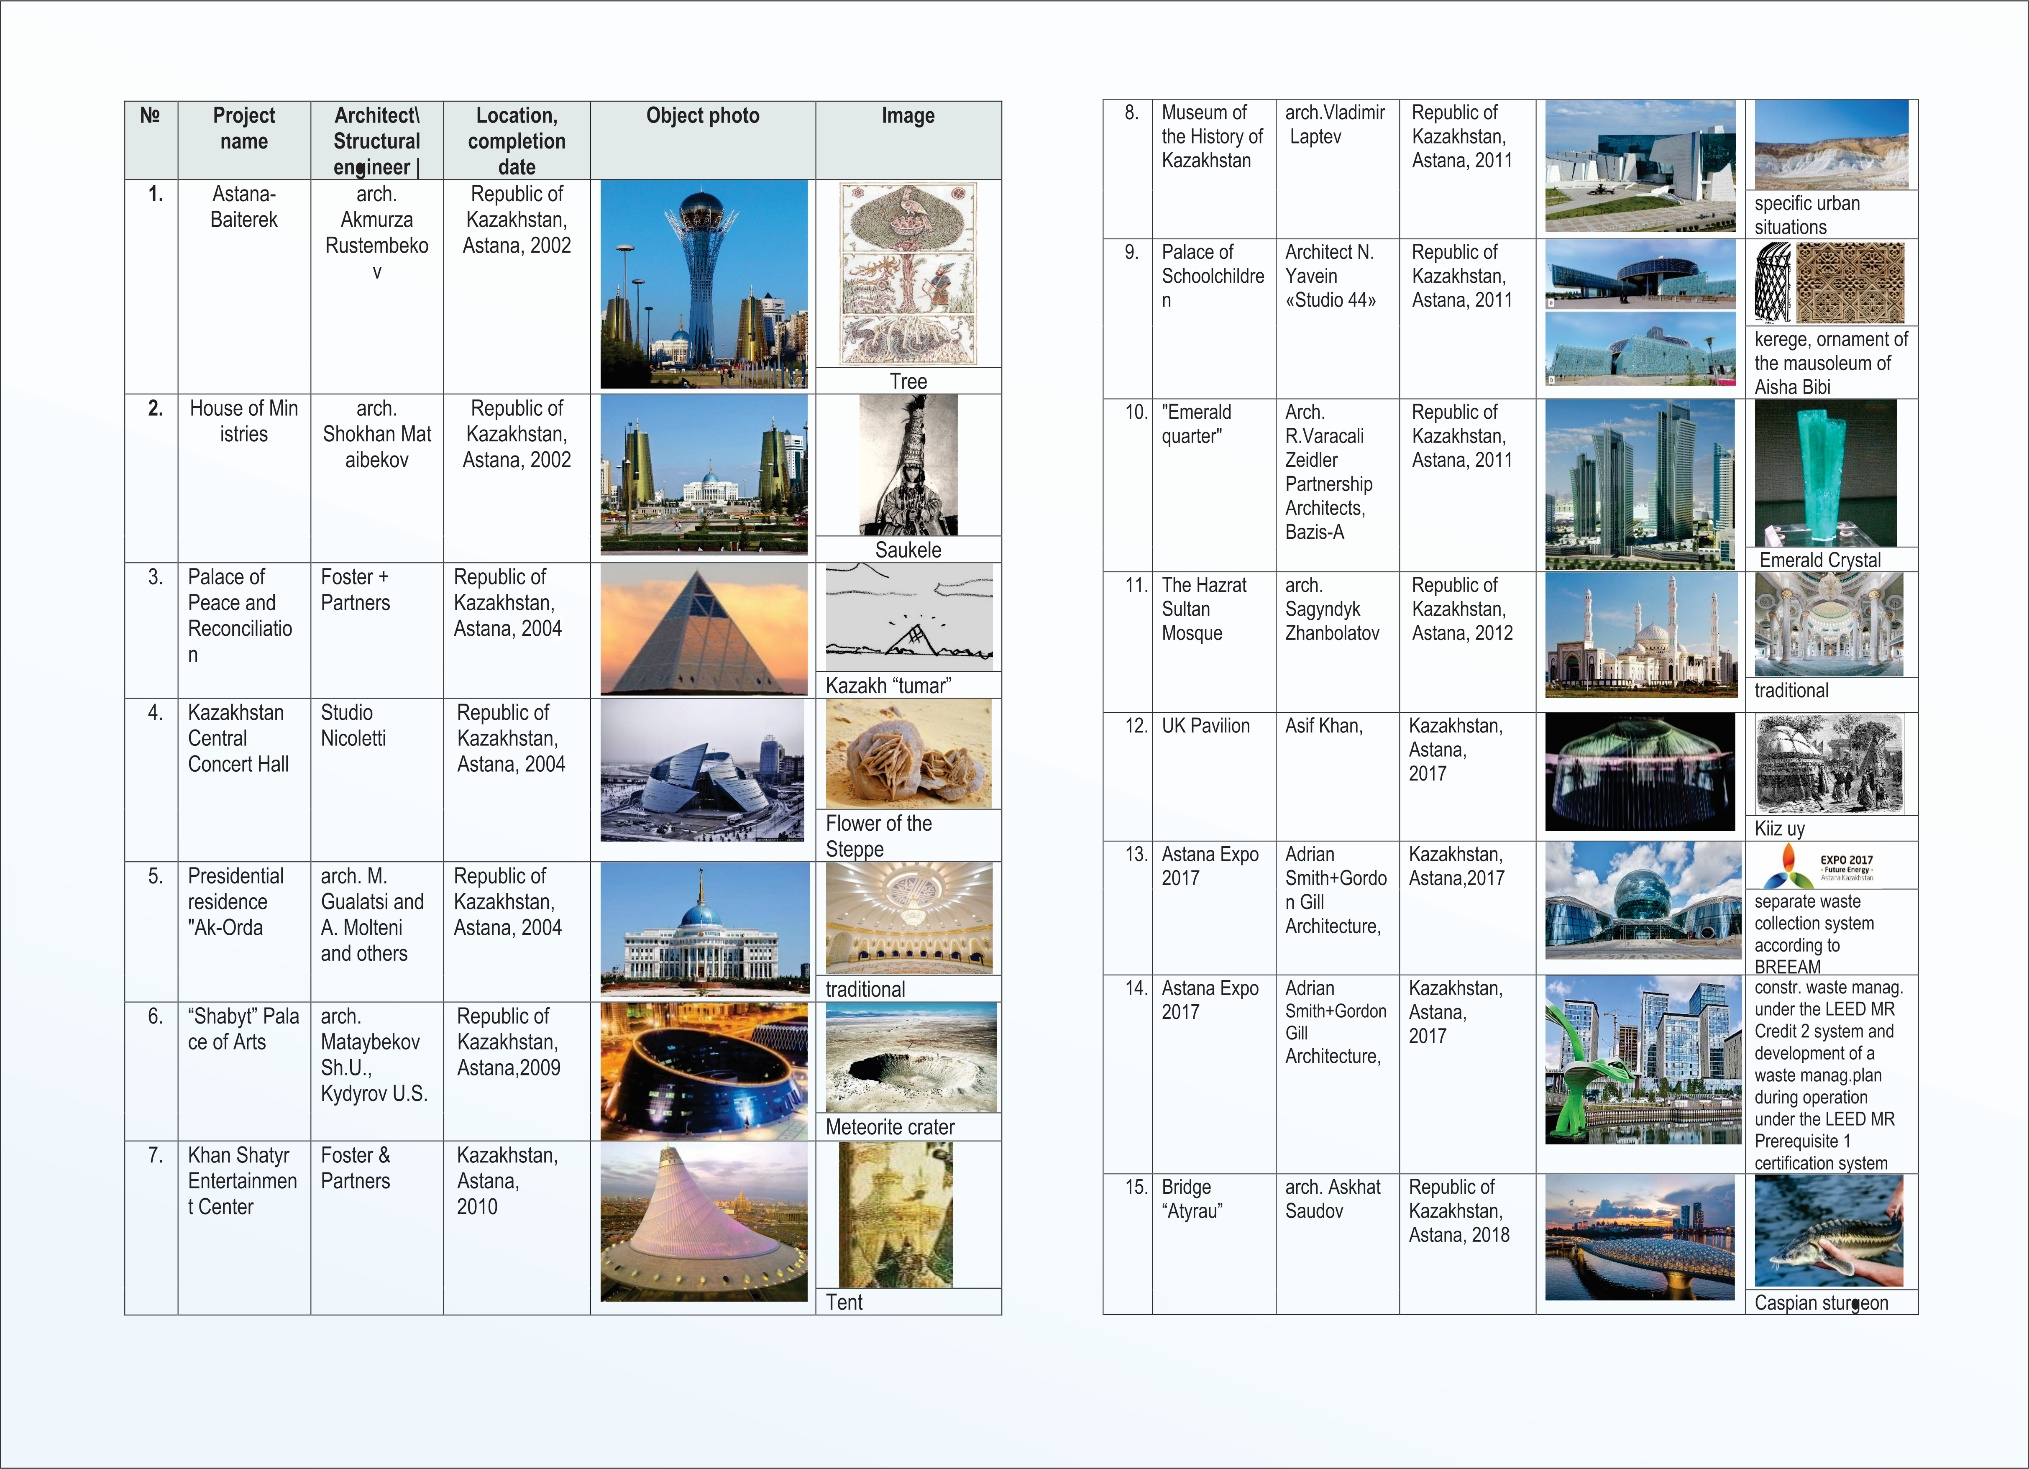 №
Project
name
Architect\
Structural
engineer |
Location,
completion
date
Object photo
Image
1.
Astana-
Baiterek
arch.
Akmurza
Rustembeko
v
Republic of
Kazakhstan,
Astana, 2002
Tree
2.
House of Min
istries
arch.
Shokhan Mat
aibekov
Republic of
Kazakhstan,
Astana, 2002
Saukele
3.
Palace of
Peace and
Reconciliatio
n
Foster +
Partners
Republic of
Kazakhstan,
Astana, 2004
Kazakh “tumar”
4.
Kazakhstan
Central
Concert Hall
Studio
Nicoletti
Republic of
Kazakhstan,
Astana, 2004
Flower of the
Steppe
5.
Presidential
residence
"Ak-Orda
arch. M.
Gualatsi and
A. Molteni
and others
Republic of
Kazakhstan,
Astana, 2004
traditional
6.
“Shabyt” Pala
ce of Arts
arch.
Mataybekov
Sh.U.,
Kydyrov U.S.
Republic of
Kazakhstan,
Astana,2009
Meteorite crater
7.
Khan Shatyr
Entertainmen
t Center
Foster &
Partners
Kazakhstan,
Astana,
2010
Tent
8.
Museum of
the History of
Kazakhstan
arch.Vladimir
Laptev
Republic of
Kazakhstan,
Astana, 2011
specific urban
situations
9.
Palace of
Schoolchildre
n
Architect N.
Yavein
«Studio 44»
Republic of
Kazakhstan,
Astana, 2011
kerege, ornament of
the mausoleum of
Aisha Bibi
10.
"Emerald
quarter"
Arch.
R.Varacali
Zeidler
Partnership
Architects,
Bazis-A
Republic of
Kazakhstan,
Astana, 2011
Emerald Crystal
11.
The Hazrat
Sultan
Mosque
arch.
Sagyndyk
Zhanbolatov
Republic of
Kazakhstan,
Astana, 2012
traditional
12.
UK Pavilion
Asif Khan,
Kazakhstan,
Astana,
2017
Kiiz uy
13.
Astana Expo
2017
Adrian
Smith+Gordo
n Gill
Architecture,
Kazakhstan,
Astana,2017
EXPO 2017
- Future Energy -
Astana Kazakhstan
separate waste
collection system
according to
BREEAM
14.
Astana Expo
2017
Adrian
Smith+Gordon
Gill
Architecture,
Kazakhstan,
Astana,
2017
constr. waste manag.
under the LEED MR
Credit 2 system and
development of a
waste manag.plan
during operation
under the LEED MR
Prerequisite 1
certification system
15.
Bridge
“Atyrau”
arch. Askhat
Saudov
Republic of
Kazakhstan,
Astana, 2018
Caspian sturgeon